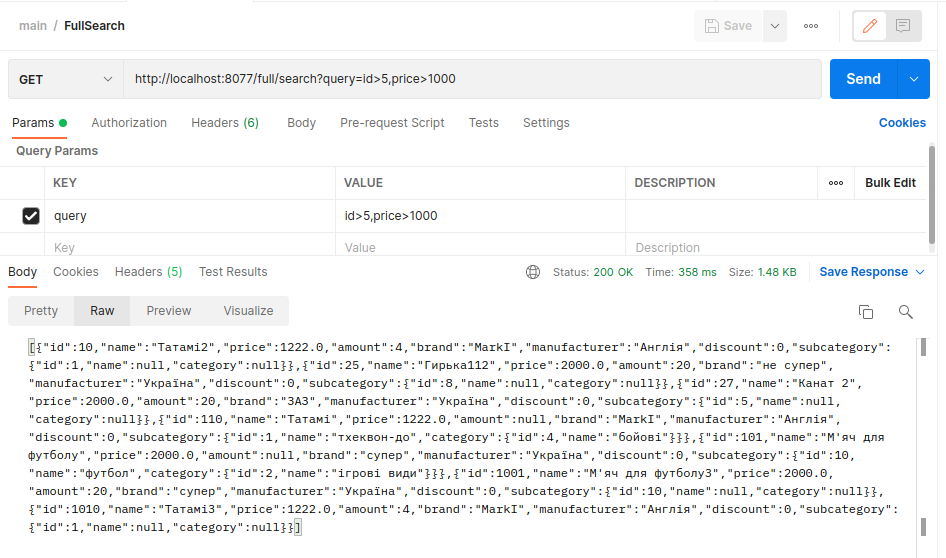 main / FullSearch
Save
GET
http://localhost:8077/full/search?query=id>5,price>1000
Send
Params Authorization Headers (6) Body Pre-request Script Tests Settings Cookies
Query Params
KEY VALUE DESCRIPTION Bulk Edit
query id>5,price>1000
Key Value Description
Body Cookies Headers (5) Test Results Status: 200 OK Time: 358 ms Size: 1.48 KB Save Response
Pretty Raw Preview Visualize
[{"id":10,"name":"Татамі2","price":1222.0,"amount":4,"brand":"MarkI","manufacturer":"Англія","discount":0,"subcategory":
{"id":1,"name":null,"category":null}},{"id":25,"name":"Гирька112","price":2000.0,"amount":20,"brand":"не супер",
"manufacturer":"Україна","discount":0,"subcategory":{"id":8,"name":null,"category":null}},{"id":27,"name":"Канат 2",
"price":2000.0,"amount":20,"brand":"ЗАЗ","manufacturer":"Україна","discount":0,"subcategory":{"id":5,"name":null,
"category":null}},{"id":110,"name":"Татамі","price":1222.0,"amount":null,"brand":"MarkI","manufacturer":"Англія",
"discount":0,"subcategory":{"id":1,"name":"тхеквон-до","category":{"id":4,"name":"бойові"}}},{"id":101,"name":"М'яч для
футболу","price":2000.0,"amount":null,"brand":"супер","manufacturer":"Україна","discount":0,"subcategory":{"id":10,
"name":"футбол","category":{"id":2,"name":"ігрові види"}}},{"id":1001,"name":"М'яч для футболу3","price":2000.0,
"amount":20,"brand":"супер","manufacturer":"Україна","discount":0,"subcategory":{"id":10,"name":null,"category":null}},
{"id":1010,"name":"Татамі3","price":1222.0,"amount":4,"brand":"MarkI","manufacturer":"Англія","discount":0,"subcategory":
{"id":1,"name":null,"category":null}}]